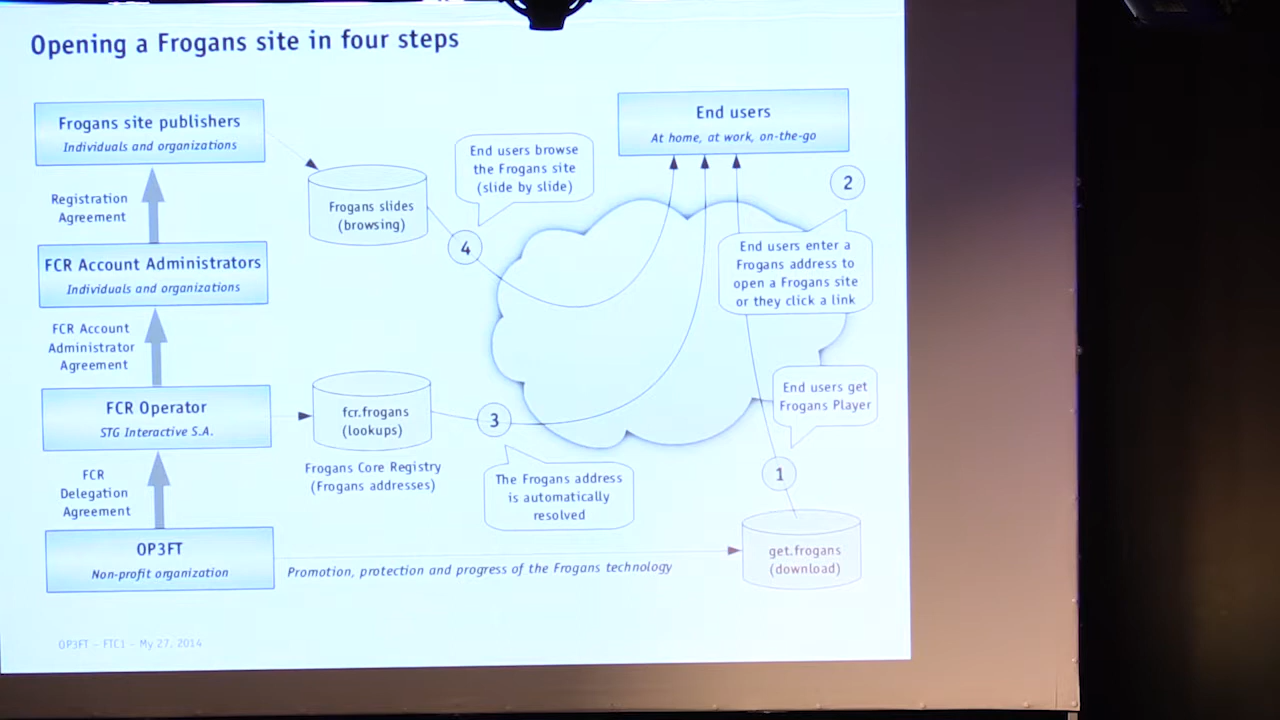 Opening a Frogans site in four steps
Frogans site publishers
Individuals and organizations
Registration
Agreement
FCR Account Administrators
Individuals and organizations
FCR Account
Administrator
Agreement
FCR Operator
STG Interactive S.A.
FCR
Delegation
Agreement
OP3FT
Non-profit organization
Frogans slides
(browsing)
End users browse
the Frogans site
(slide by slide)
4
fcr.frogans
(lookups)
Frogans Core Registry
(Frogans addresses)
3
The Frogans address
is automatically
resolved
End users
At home, at work, on-the-go
2
End users enter a
Frogans address to
open a Frogans site
or they click a link
End users get
Frogans Player
1
get.frogans
(download)
Promotion, protection and progress of the Frogans technology
OP3FT – FTC1 – My 27, 2014